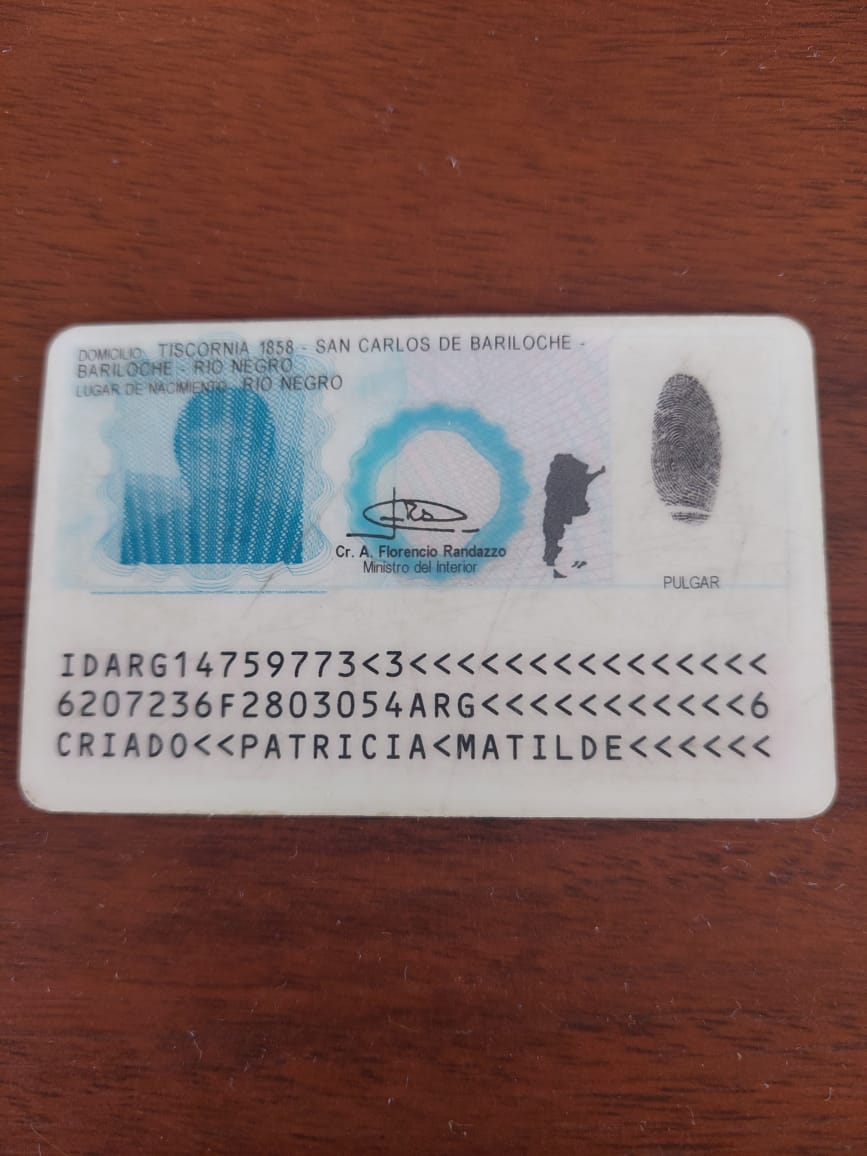 DOMICILIO: TISCORNIA 1858 - SAN CARLOS DE BARILOCHE -
BARILOCHE - RIO NEGRO
LUGAR DE NACIMIENTO: RIO NEGRO
Cr. A. Florencio Randazzo
Ministro del Interior
PULGAR
IDARG14759773<3<<<<<<<<<<<<<<<
6207236F2803054ARG<<<<<<<<<<<6
CRIADO<<PATRICIA<MATILDE<<<<<<